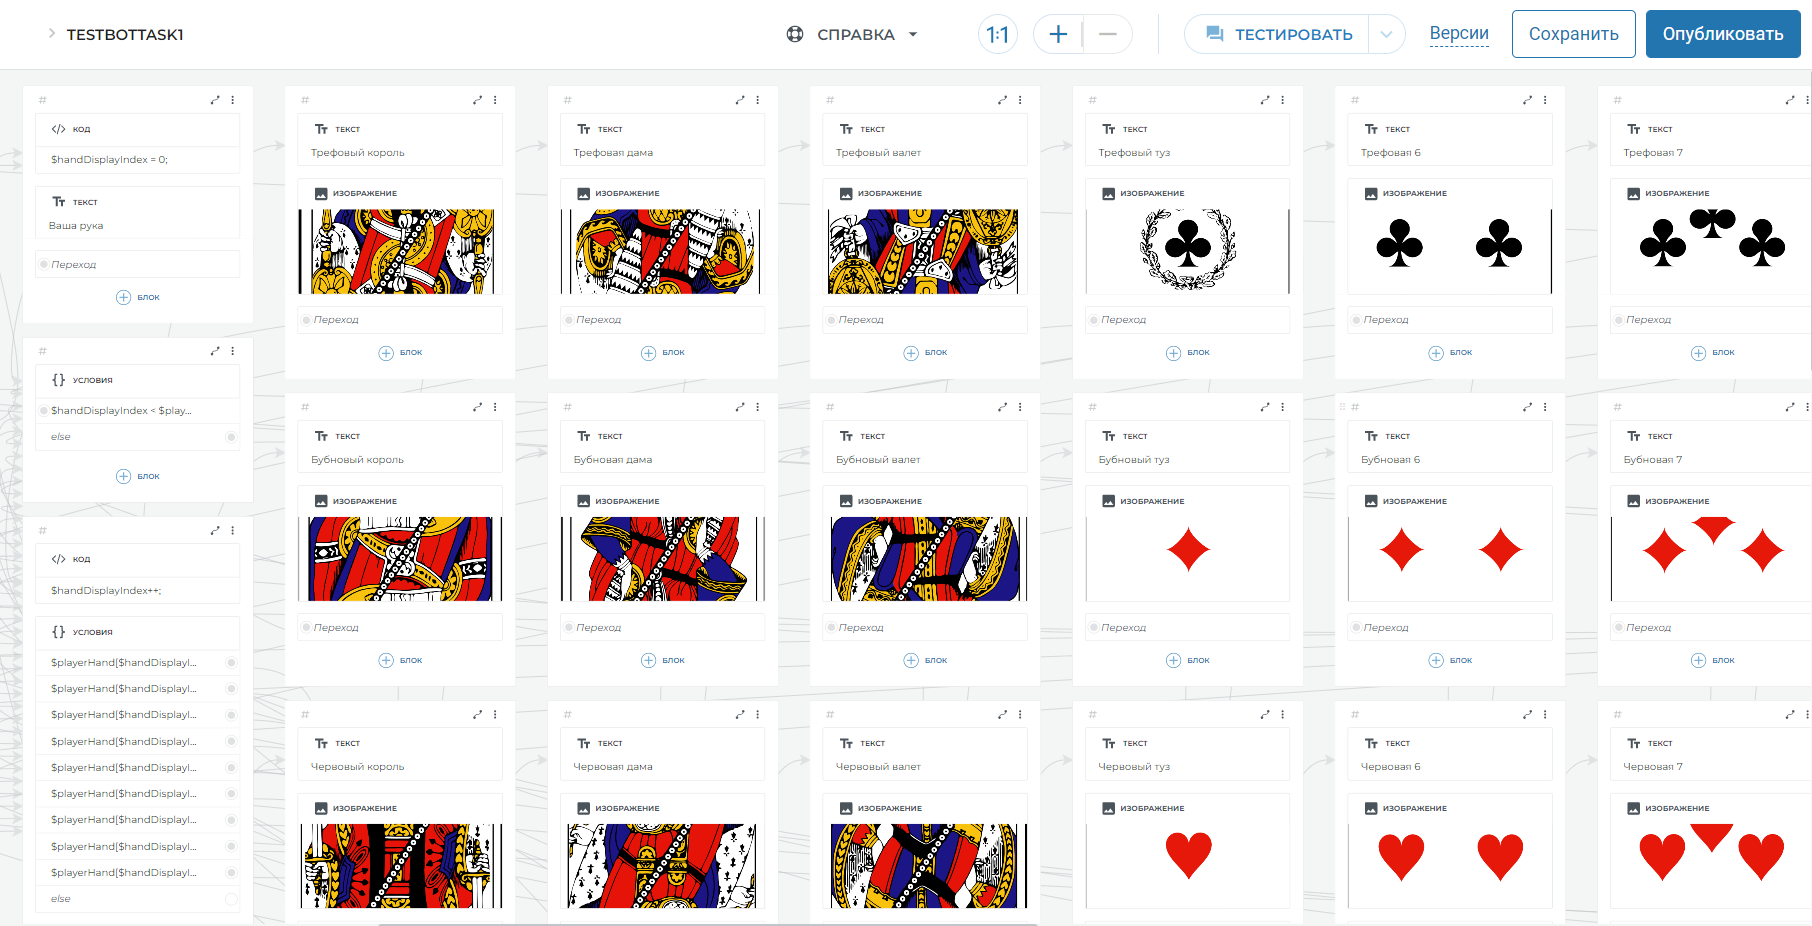 TESTBOTTASK1
СПРАВКА
1:1
ТЕСТИРОВАТЬ
Версии
Сохранить
Опубликовать
#
КОД
$handDisplayIndex = 0;
ТЕКСТ
Ваша рука
Переход
БЛОК
#
УСЛОВИЯ
$handDisplayIndex < $play...
else
БЛОК
#
КОД
$handDisplayIndex++;
УСЛОВИЯ
$playerHand[$handDisplayI...
$playerHand[$handDisplayI...
$playerHand[$handDisplayI...
$playerHand[$handDisplayI...
$playerHand[$handDisplayI...
$playerHand[$handDisplayI...
$playerHand[$handDisplayI...
$playerHand[$handDisplayI...
$playerHand[$handDisplayI...
else
#
ТЕКСТ
Трефовый король
ИЗОБРАЖЕНИЕ
Переход
БЛОК
#
ТЕКСТ
Трефовая дама
ИЗОБРАЖЕНИЕ
Переход
БЛОК
#
ТЕКСТ
Трефовый валет
ИЗОБРАЖЕНИЕ
Переход
БЛОК
#
ТЕКСТ
Трефовый туз
ИЗОБРАЖЕНИЕ
Переход
БЛОК
#
ТЕКСТ
Трефовая 6
ИЗОБРАЖЕНИЕ
Переход
БЛОК
#
ТЕКСТ
Трефовая 7
ИЗОБРАЖЕНИЕ
Переход
БЛОК
#
ТЕКСТ
Бубновый король
ИЗОБРАЖЕНИЕ
Переход
БЛОК
#
ТЕКСТ
Бубновая дама
ИЗОБРАЖЕНИЕ
Переход
БЛОК
#
ТЕКСТ
Бубновый валет
ИЗОБРАЖЕНИЕ
Переход
БЛОК
#
ТЕКСТ
Бубновый туз
ИЗОБРАЖЕНИЕ
Переход
БЛОК
#
ТЕКСТ
Бубновая 6
ИЗОБРАЖЕНИЕ
Переход
БЛОК
#
ТЕКСТ
Бубновая 7
ИЗОБРАЖЕНИЕ
Переход
БЛОК
#
ТЕКСТ
Червовый король
ИЗОБРАЖЕНИЕ
#
ТЕКСТ
Червовая дама
ИЗОБРАЖЕНИЕ
#
ТЕКСТ
Червовый валет
ИЗОБРАЖЕНИЕ
#
ТЕКСТ
Червовый туз
ИЗОБРАЖЕНИЕ
#
ТЕКСТ
Червовая 6
ИЗОБРАЖЕНИЕ
#
ТЕКСТ
Червовая 7
ИЗОБРАЖЕНИЕ